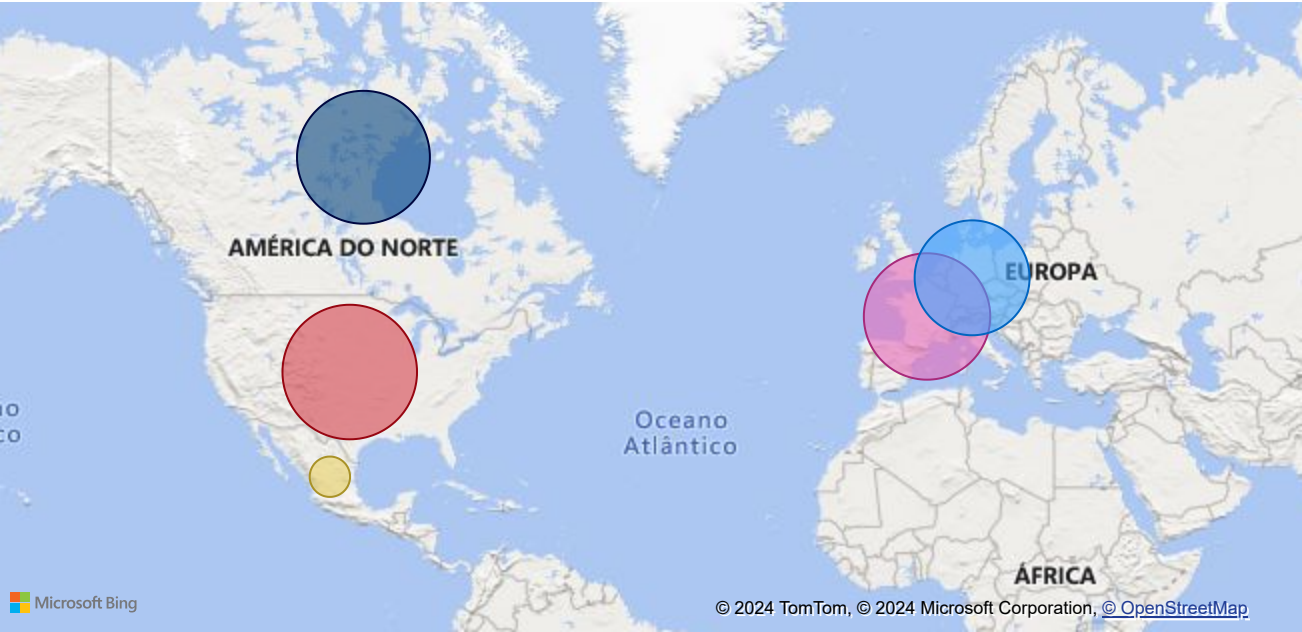 AMÉRICA DO NORTE
EUROPA
Oceano
Atlântico
ÁFRICA
Microsoft Bing
© 2024 TomTom, © 2024 Microsoft Corporation, © OpenStreetMap